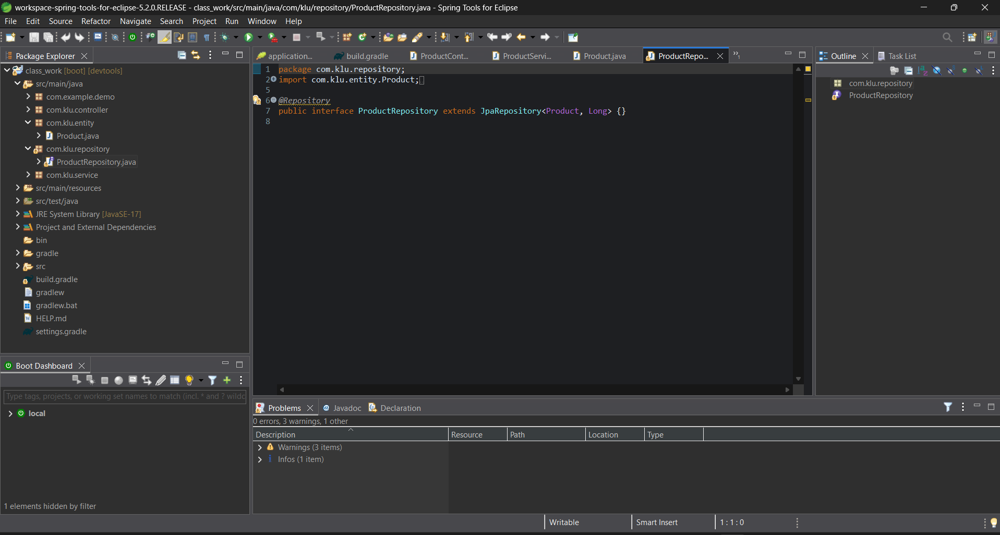 workspace-spring-tools-for-eclipse-5.2.0.RELEASE - class_work/src/main/java/com/klu/repository/ProductRepository.java - Spring Tools for Eclipse
File Edit Source Refactor Navigate Search Project Run Window Help
Package Explorer
class_work [boot] [devtools]
src/main/java
com.example.demo
com.klu.controller
com.klu.entity
Product.java
com.klu.repository
ProductRepository.java
com.klu.service
src/main/resources
src/test/java
JRE System Library [JavaSE-17]
Project and External Dependencies
bin
gradle
src
build.gradle
gradlew
gradlew.bat
HELP.md
settings.gradle
Boot Dashboard
Type tags, projects, or working set names to match (incl. * and ? wildc
local
1 elements hidden by filter
application... build.gradle ProductCont... ProductServi... Product.java ProductRepo... »1
1 package com.klu.repository;
2 import com.klu.entity.Product;
5
6 @Repository
7 public interface ProductRepository extends JpaRepository<Product, Long> {}
8
Outline Task List
com.klu.repository
ProductRepository
Problems Javadoc Declaration
0 errors, 3 warnings, 1 other
Description Resource Path Location Type
Warnings (3 items)
Infos (1 item)
Writable Smart Insert 1 : 1 : 0